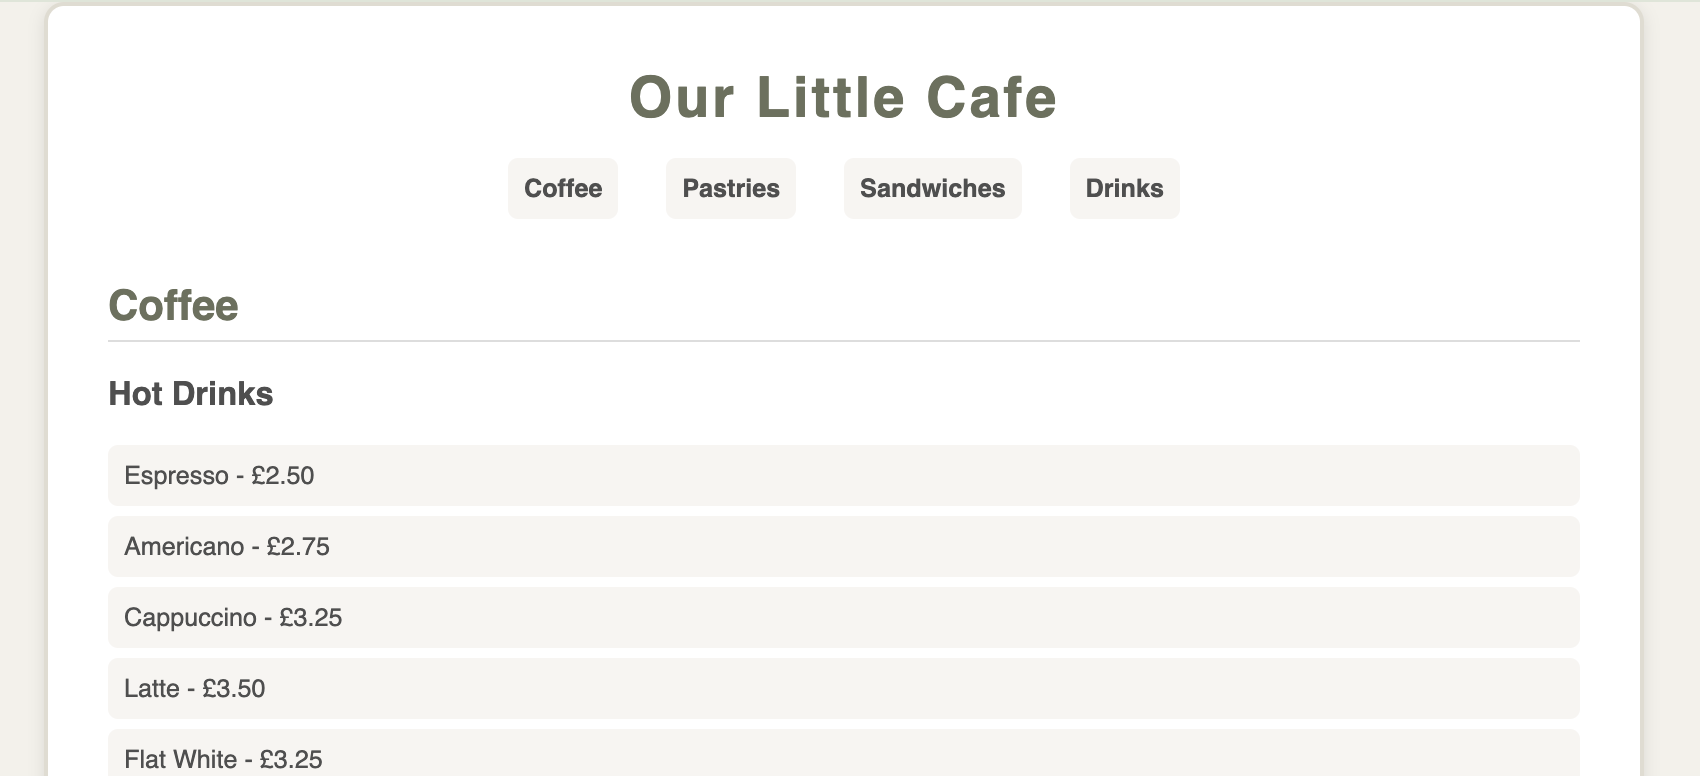 Our Little Cafe
Coffee Pastries Sandwiches Drinks
Coffee
Hot Drinks
Espresso - £2.50
Americano - £2.75
Cappuccino - £3.25
Latte - £3.50
Flat White - £3.25